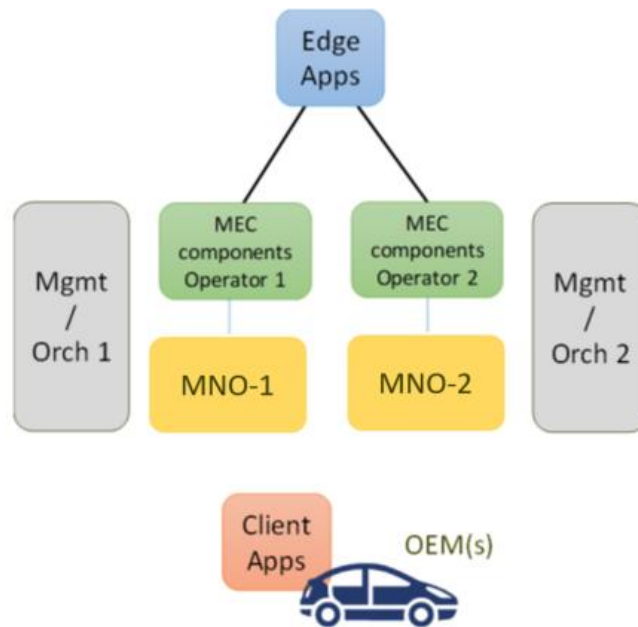 Edge
Apps
MEC
components
Operator 1
MEC
components
Operator 2
Mgmt
/
Orch 1
Mgmt
/
Orch 2
MNO-1
MNO-2
Client
Apps
OEM(s)